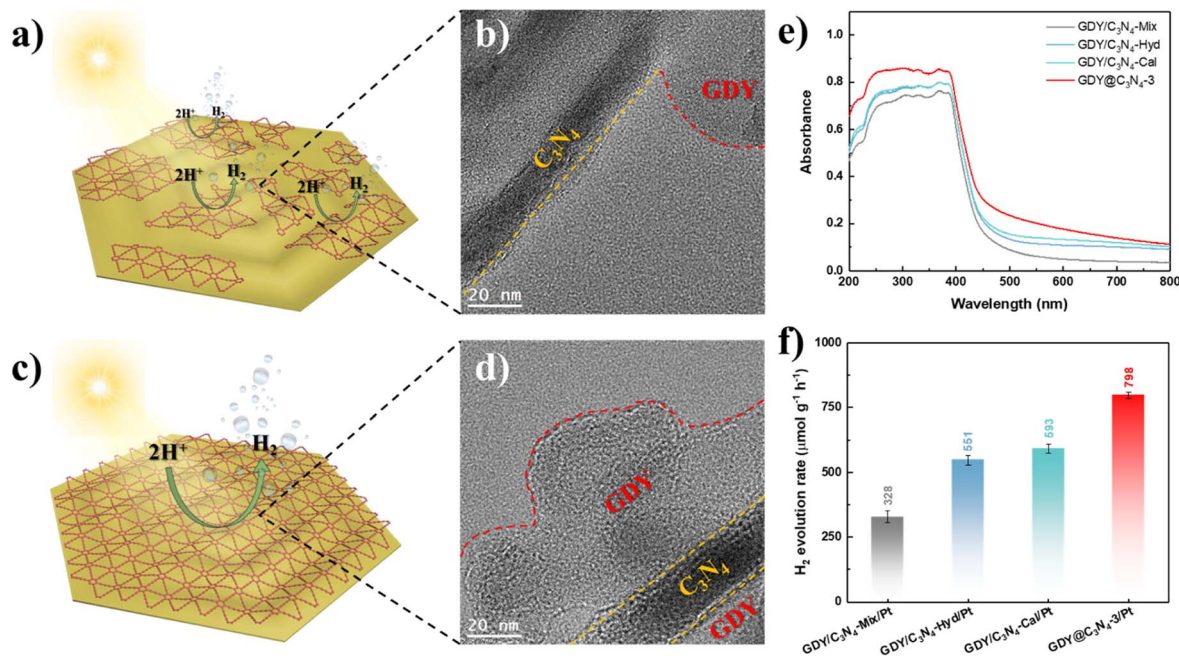 a)
2H⁺ H₂
2H⁺ H₂
2H⁺ H₂
b)
GDY
C₃N₄
20 nm
c)
2H⁺ H₂
d)
GDY
C₃N₄
GDY
20 nm
e)
GDY/C₃N₄-Mix
GDY/C₃N₄-Hyd
GDY/C₃N₄-Cal
GDY@C₃N₄-3
1.0
0.8
0.6
0.4
0.2
0.0
Absorbance
200 300 400 500 600 700 800
Wavelength (nm)
f)
1000
750
500
250
0
H₂ evolution rate (μmol g⁻¹ h⁻¹)
328
551
593
798
GDY/C₃N₄-Mix/Pt
GDY/C₃N₄-Hyd/Pt
GDY/C₃N₄-Cal/Pt
GDY@C₃N₄-3/Pt